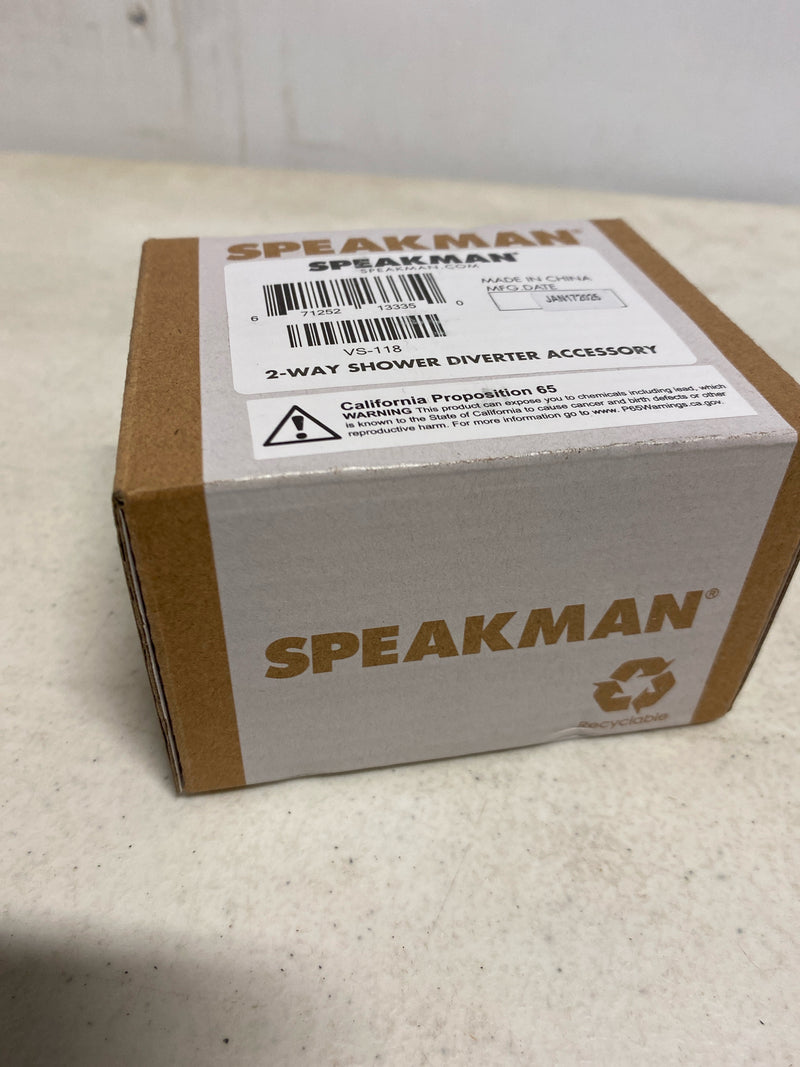 SPEAKMAN®
SPEAKMAN®
SPEAKMAN.COM
MADE IN CHINA
MFG.DATE
JAN172025
6 71252 13335 0
VS-118
2-WAY SHOWER DIVERTER ACCESSORY
California Proposition 65
WARNING This product can expose you to chemicals including lead, which
is known to the State of California to cause cancer and birth defects or other
reproductive harm. For more information go to www. P65Warnings.ca.gov.
SPEAKMAN®
Recyclable